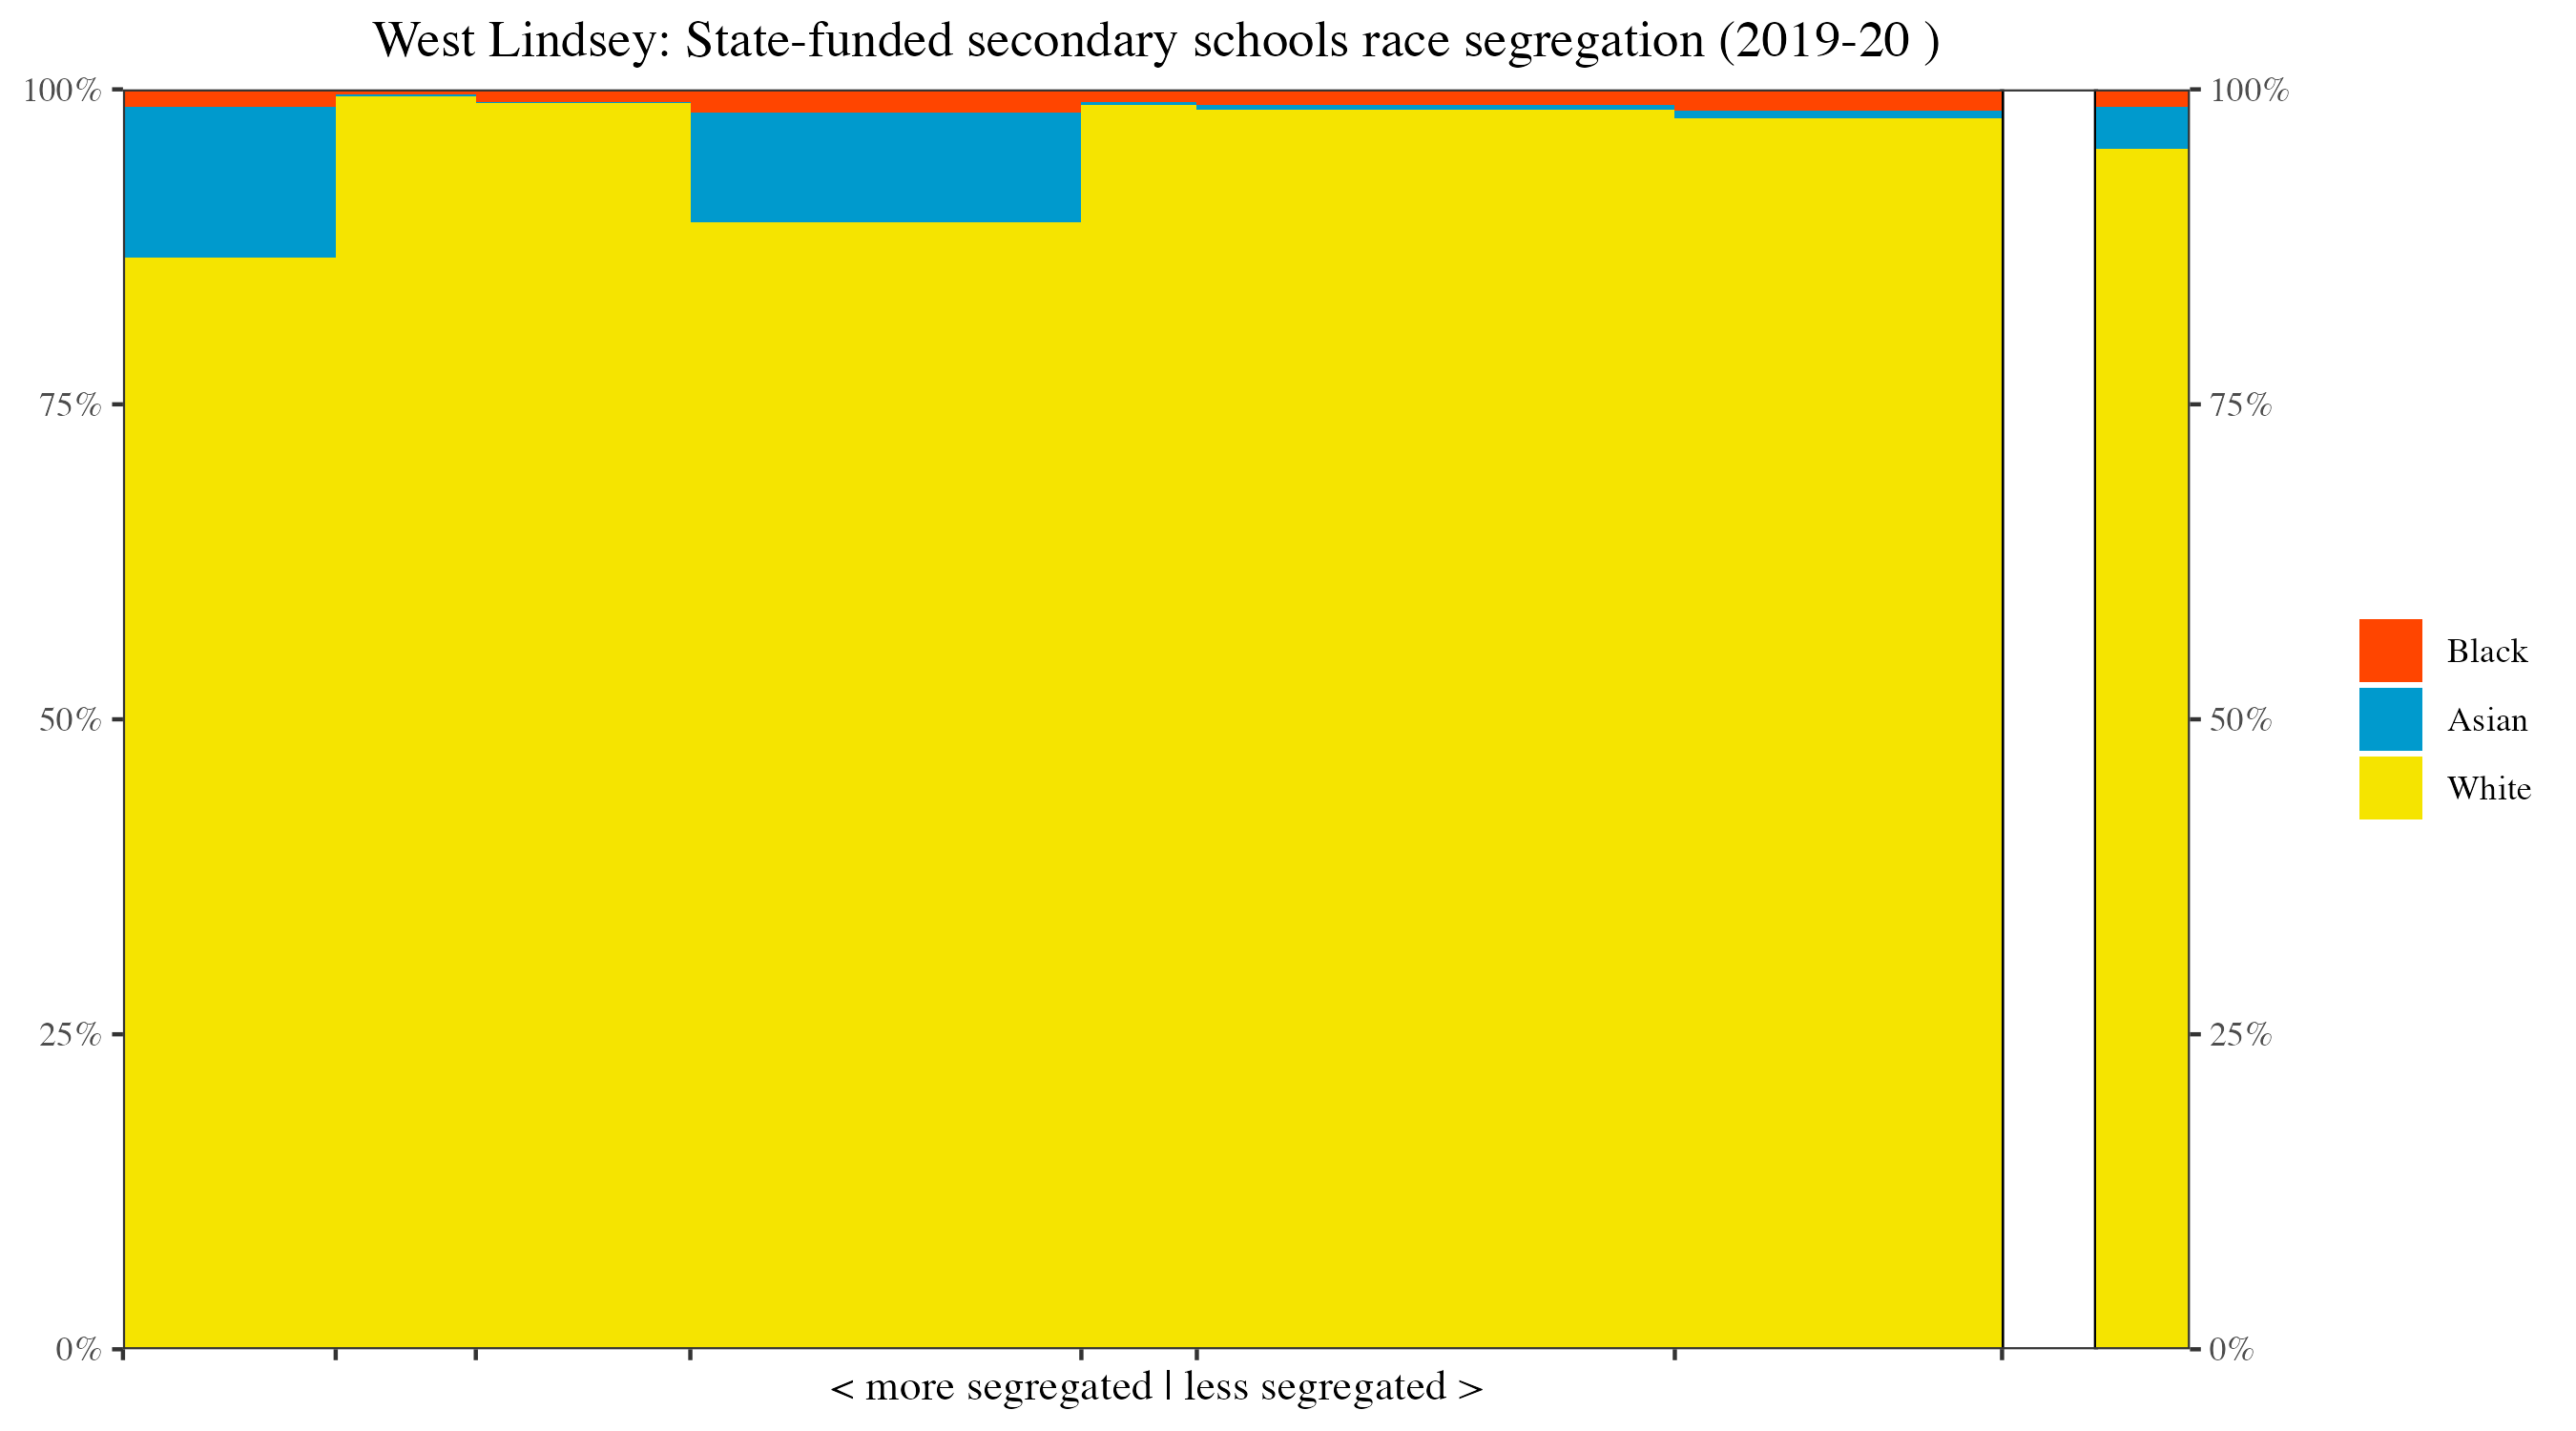 West Lindsey: State-funded secondary schools race segregation (2019-20 )
100%
75%
50%
25%
0%
100%
75%
50%
25%
0%
Black
Asian
White
< more segregated | less segregated >